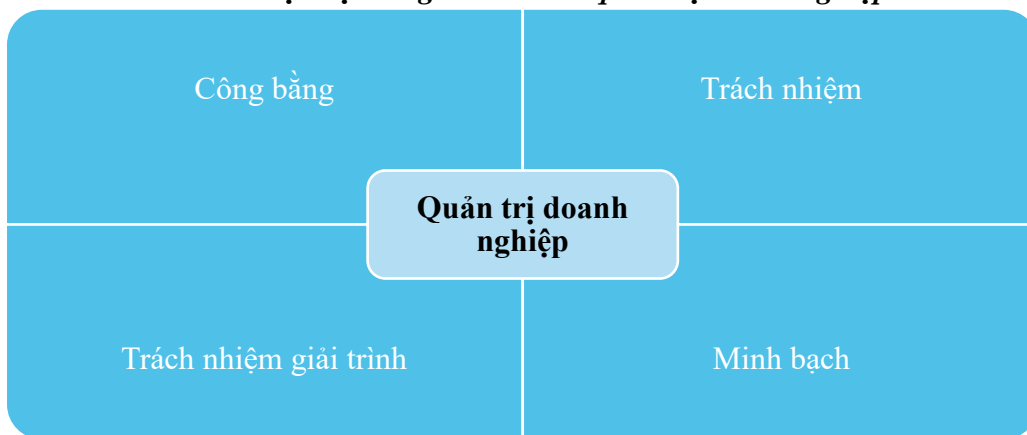 Công bằng
Trách nhiệm
Quản trị doanh
nghiệp
Trách nhiệm giải trình
Minh bạch